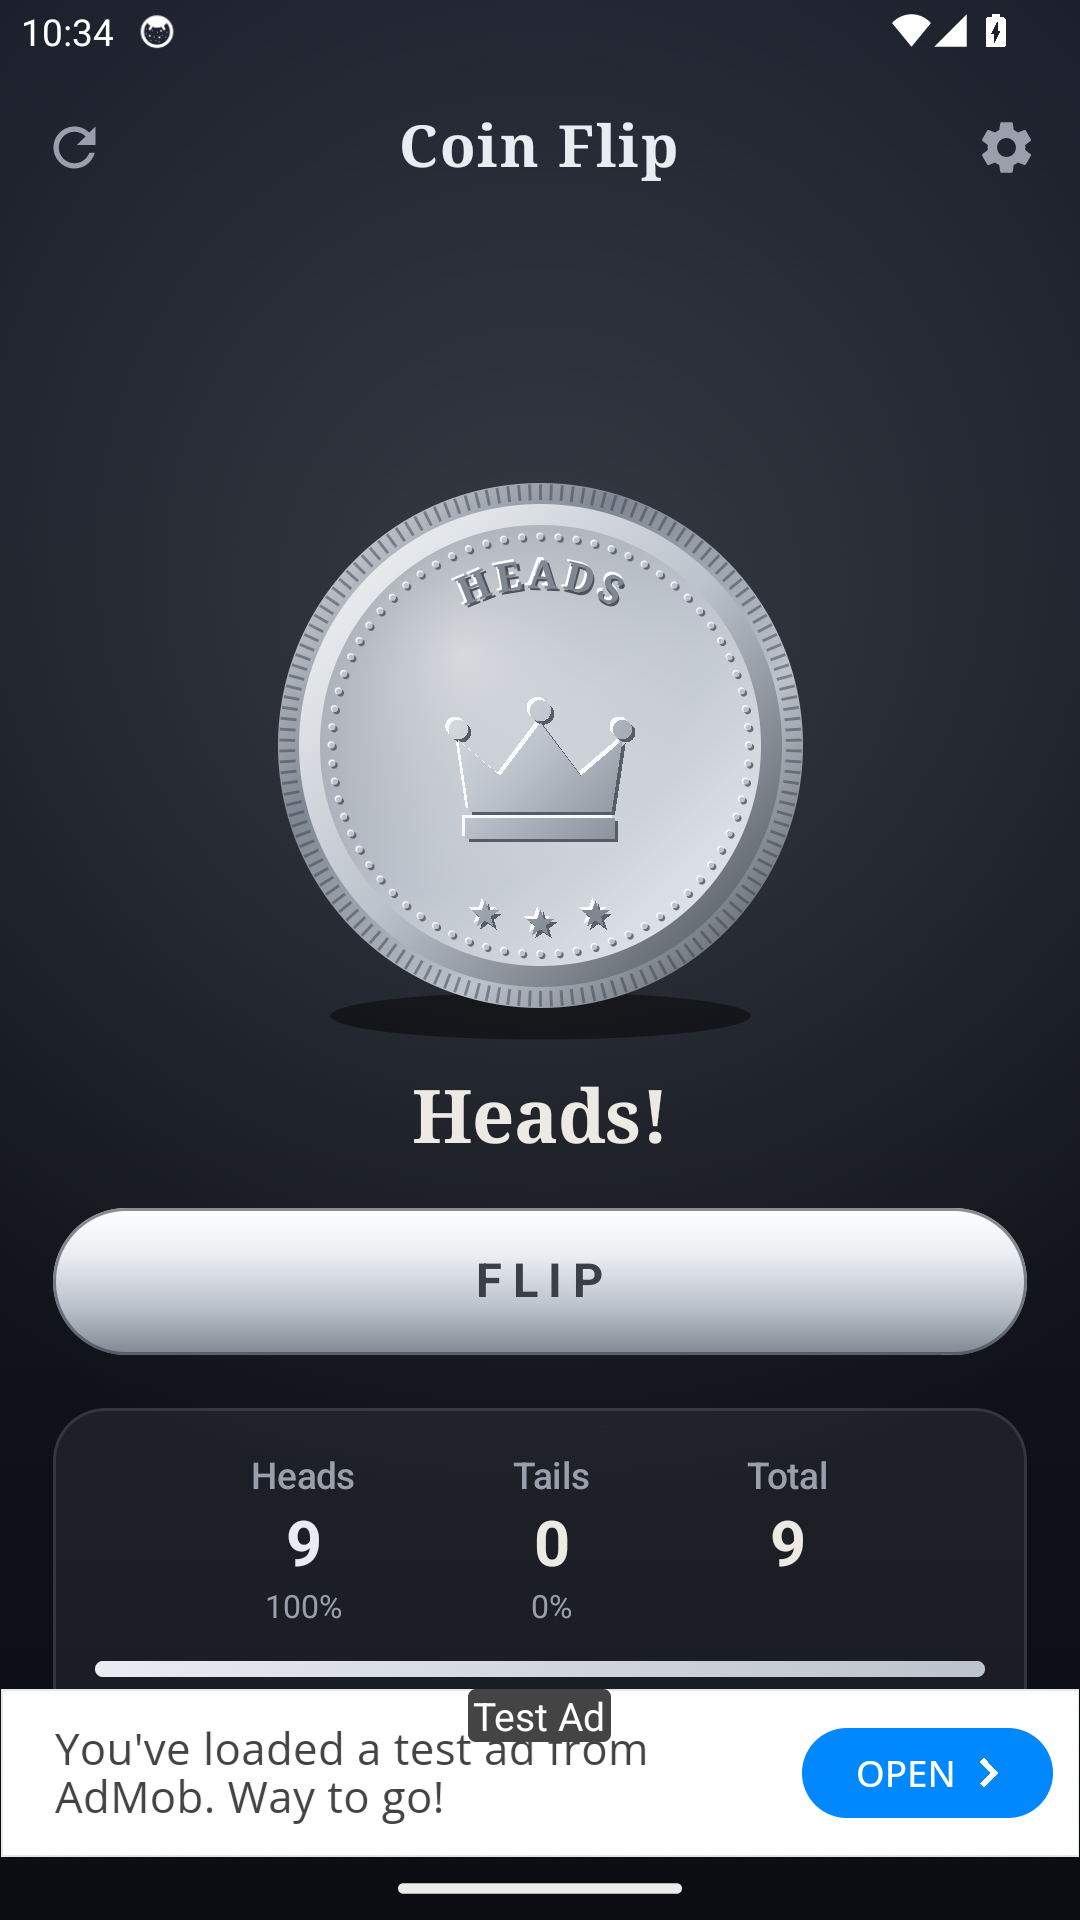 10:34
Coin Flip
HEADS
Heads!
FLIP
Heads Tails Total
9 0 9
100% 0%
Test Ad
You've loaded a test ad from
AdMob. Way to go!
OPEN